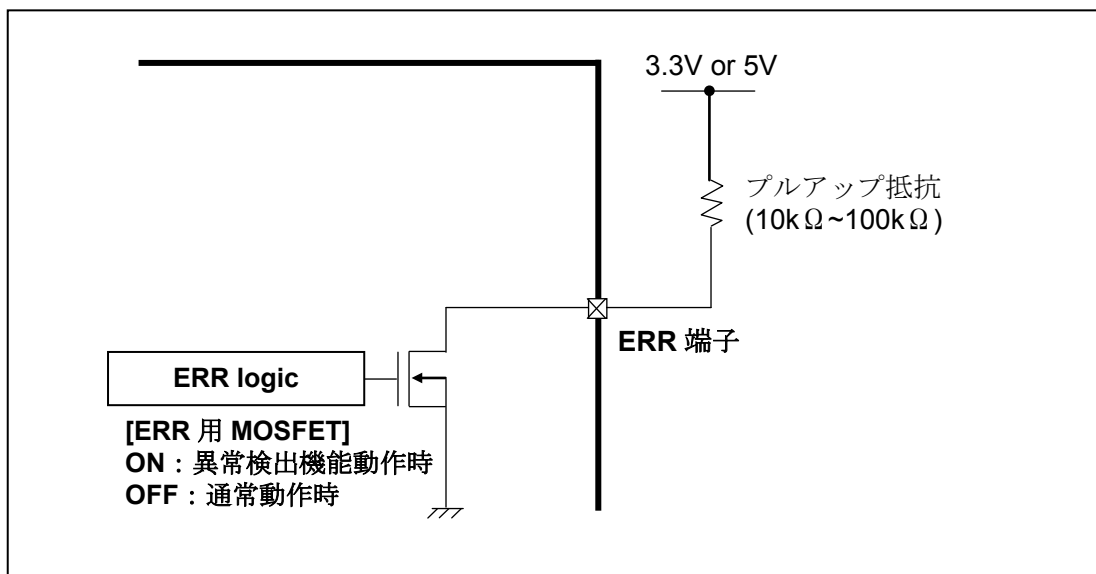 3.3V or 5V
プルアップ抵抗
(10kΩ~100kΩ)
ERR 端子
ERR logic
[ERR 用 MOSFET]
ON：異常検出機能動作時
OFF：通常動作時